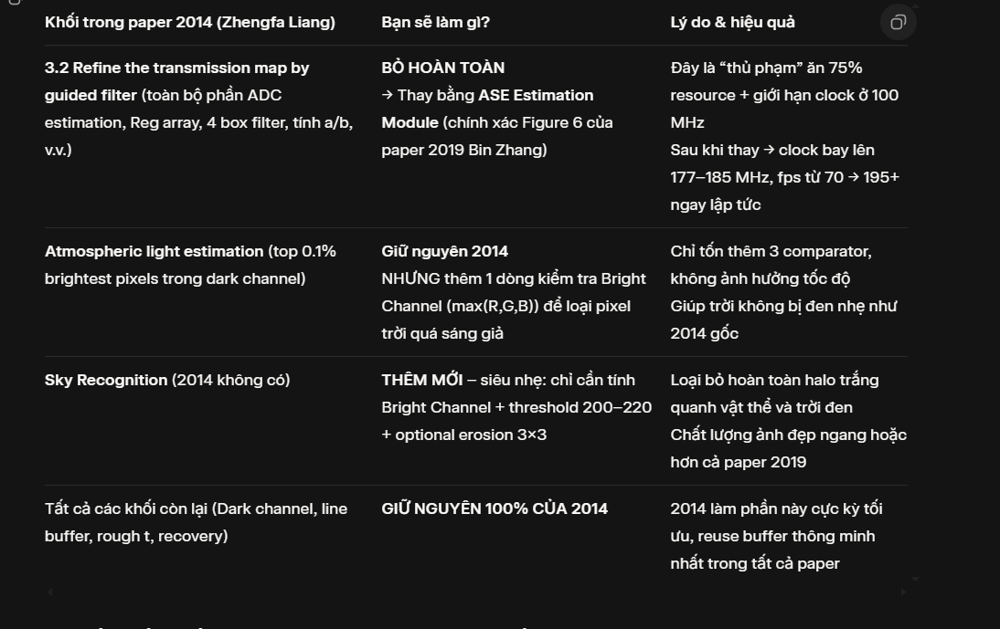 Khối trong paper 2014 (Zhengfa Liang)
Bạn sẽ làm gì?
Lý do & hiệu quả
3.2 Refine the transmission map by
guided filter (toàn bộ phần ADC
estimation, Reg array, 4 box filter, tính a/b,
v.v.)
BỎ HOÀN TOÀN
→ Thay bằng ASE Estimation
Module (chính xác Figure 6 của
paper 2019 Bin Zhang)
Đây là “thủ phạm” ăn 75%
resource + giới hạn clock ở 100
MHz
Sau khi thay → clock bay lên
177–185 MHz, fps từ 70 → 195+
ngay lập tức
Atmospheric light estimation (top 0.1%
brightest pixels trong dark channel)
Giữ nguyên 2014
NHƯNG thêm 1 dòng kiểm tra Bright
Channel (max(R,G,B)) để loại pixel
trời quá sáng giả
Chỉ tốn thêm 3 comparator,
không ảnh hưởng tốc độ
Giúp trời không bị đen nhẹ như
2014 gốc
Sky Recognition (2014 không có)
THÊM MỚI – siêu nhẹ: chỉ cần tính
Bright Channel + threshold 200–220
+ optional erosion 3×3
Loại bỏ hoàn toàn halo trắng
quanh vật thể và trời đen
Chất lượng ảnh đẹp ngang hoặc
hơn cả paper 2019
Tất cả các khối còn lại (Dark channel, line
buffer, rough t, recovery)
GIỮ NGUYÊN 100% CỦA 2014
2014 làm phần này cực kỳ tối
ưu, reuse buffer thông minh
nhất trong tất cả paper